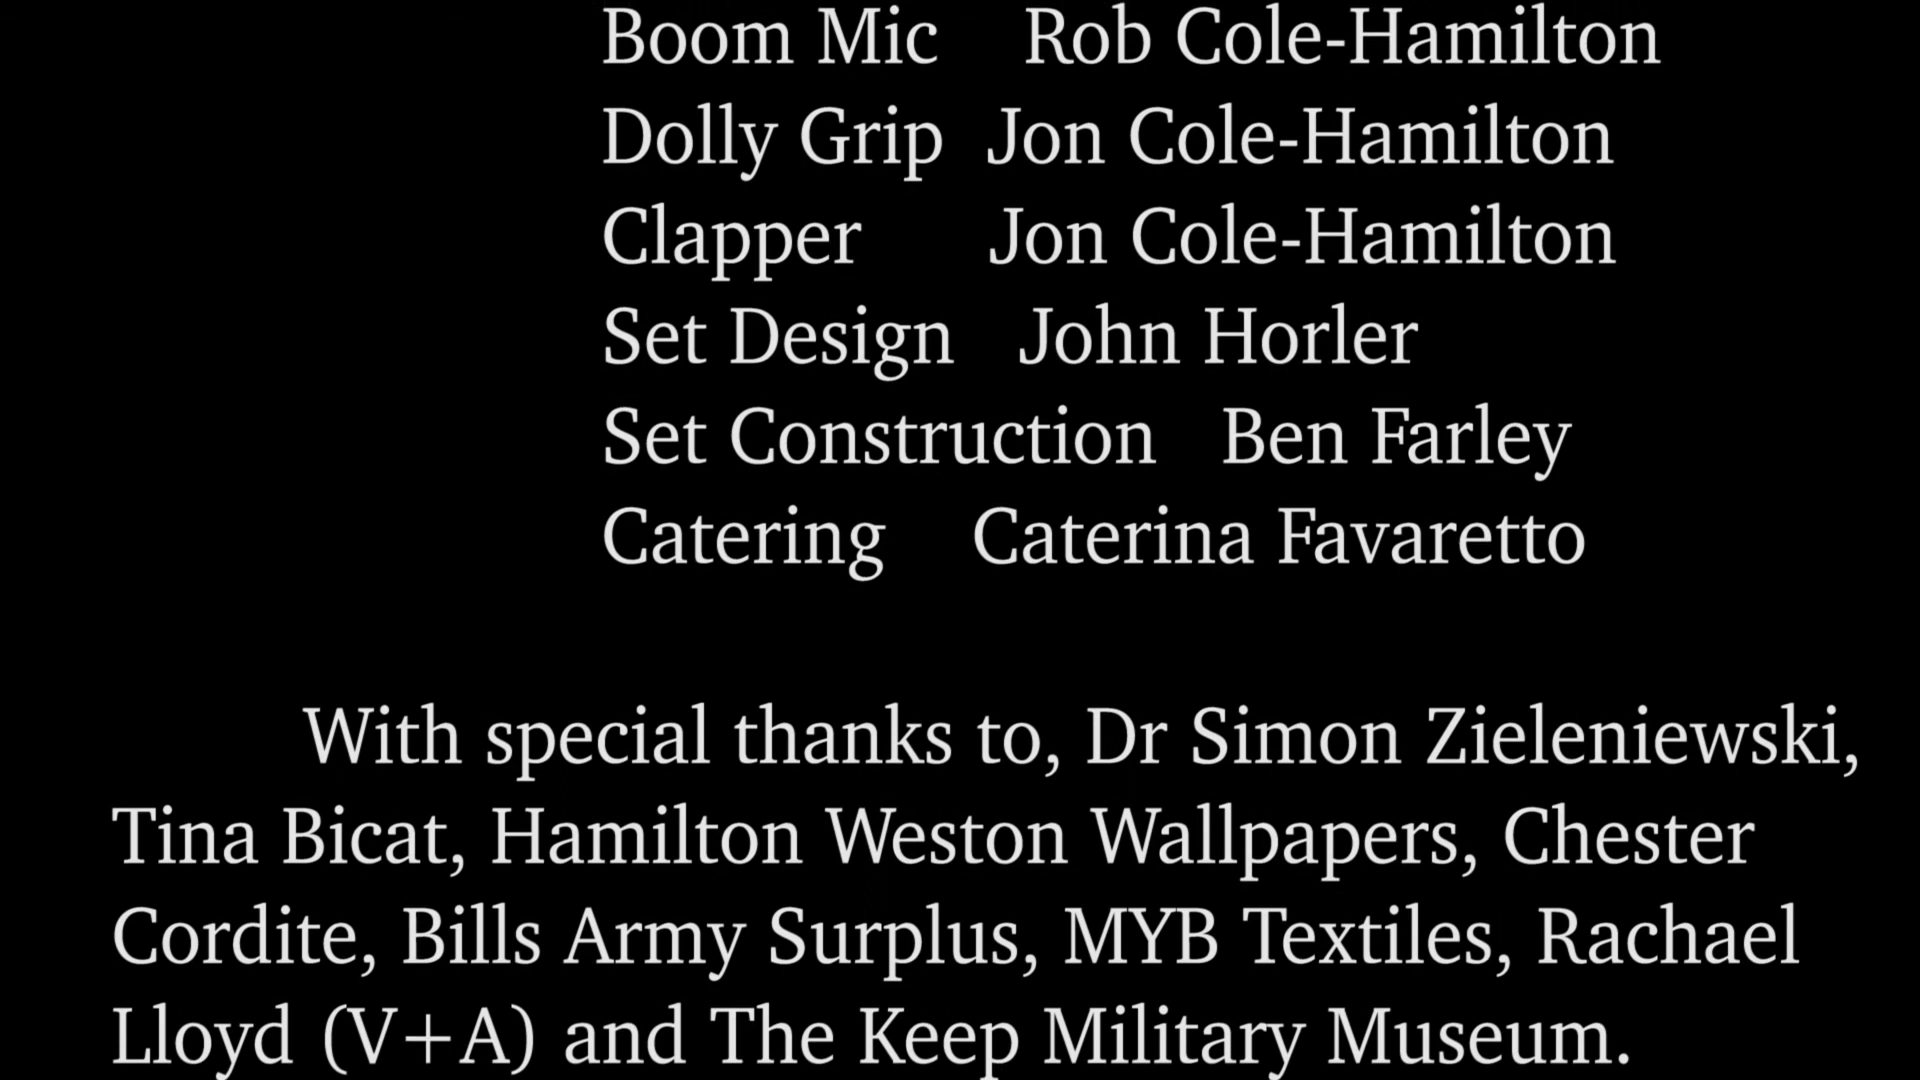 Boom Mic Rob Cole-Hamilton
Dolly Grip Jon Cole-Hamilton
Clapper Jon Cole-Hamilton
Set Design John Horler
Set Construction Ben Farley
Catering Caterina Favaretto
With special thanks to, Dr Simon Zieleniewski,
Tina Bicat, Hamilton Weston Wallpapers, Chester
Cordite, Bills Army Surplus, MYB Textiles, Rachael
Lloyd (V+A) and The Keep Military Museum.